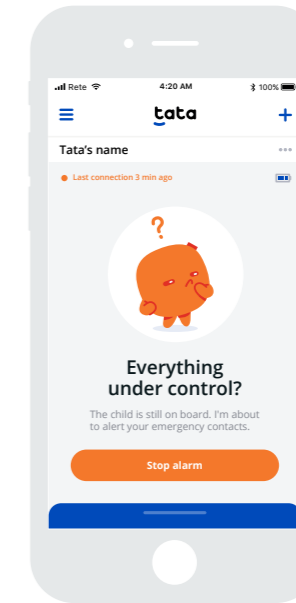 Rete 4:20 AM 100%
tata
Tata's name
Last connection 3 min ago
?
Everything
under control?
The child is still on board. I'm about
to alert your emergency contacts.
Stop alarm